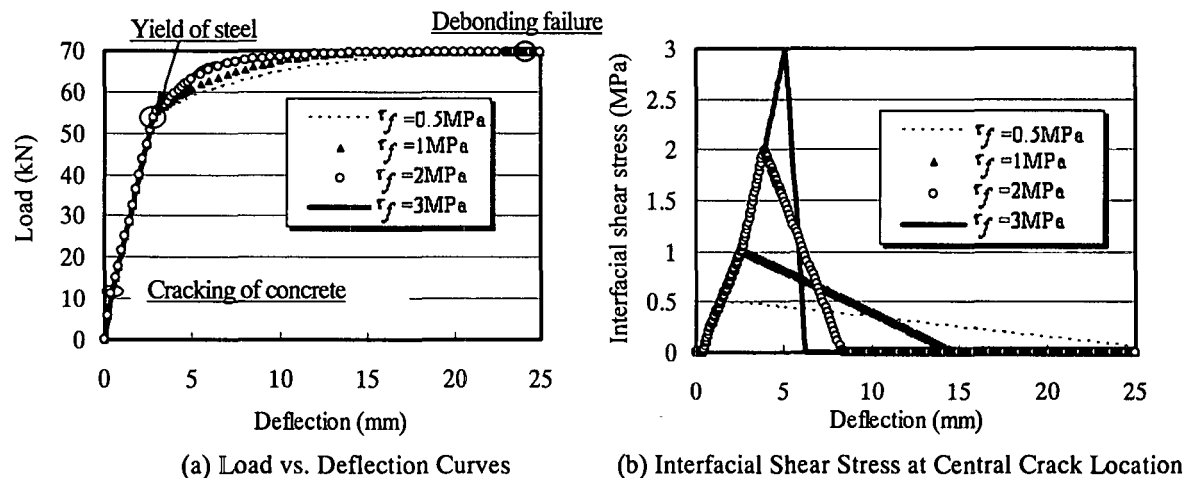 Yield of steel
Debonding failure
Load (kN)
70
60
50
40
30
20
10
0
τf =0.5MPa
τf =1MPa
τf =2MPa
τf =3MPa
Cracking of concrete
0 5 10 15 20 25
Deflection (mm)
(a) Load vs. Deflection Curves
Interfacial shear stress (MPa)
3
2.5
2
1.5
1
0.5
0
τf =0.5MPa
τf =1MPa
τf =2MPa
τf =3MPa
0 5 10 15 20 25
Deflection (mm)
(b) Interfacial Shear Stress at Central Crack Location